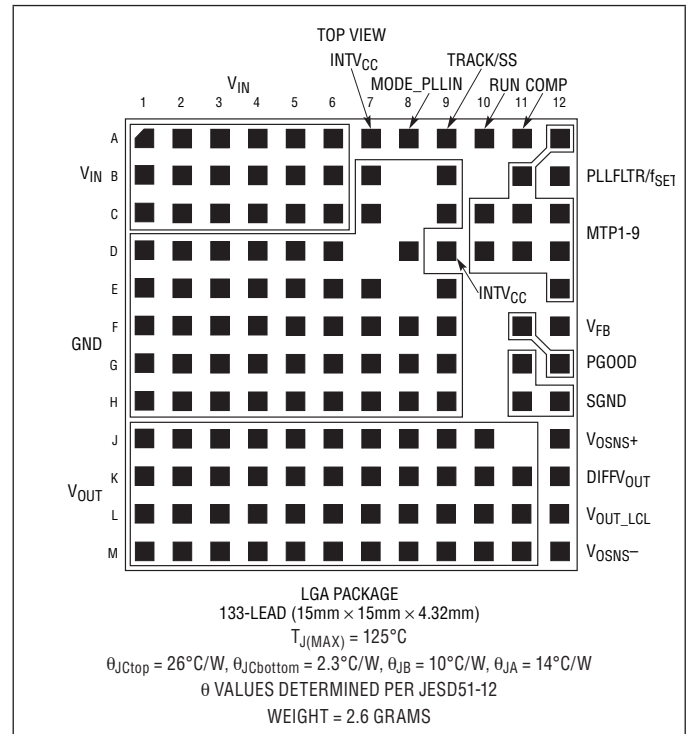 TOP VIEW
INTVCC
TRACK/SS
VIN
MODE_PLLIN
RUN COMP
1 2 3 4 5 6 7 8 9 10 11 12
A
VIN B
PLLFLTR/fSET
C
MTP1-9
D
E
INTVCC
F
VFB
GND
G
PGOOD
H
SGND
J
VOSNS+
K
DIFFVOUT
VOUT
L
VOUT_LCL
M
VOSNS–
LGA PACKAGE
133-LEAD (15mm × 15mm × 4.32mm)
TJ(MAX) = 125°C
θJCtop = 26°C/W, θJCbottom = 2.3°C/W, θJB = 10°C/W, θJA = 14°C/W
θ VALUES DETERMINED PER JESD51-12
WEIGHT = 2.6 GRAMS